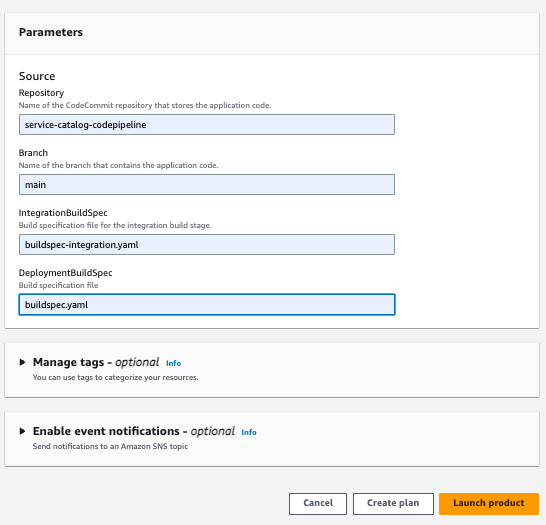 Parameters
Source
Repository
Name of the CodeCommit repository that stores the application code.
service-catalog-codepipeline
Branch
Name of the branch that contains the application code.
main
IntegrationBuildSpec
Build specification file for the integration build stage.
buildspec-integration.yaml
DeploymentBuildSpec
Build specification file
buildspec.yaml
Manage tags - optional Info
You can use tags to categorize your resources.
Enable event notifications - optional Info
Send notifications to an Amazon SNS topic
Cancel Create plan Launch product